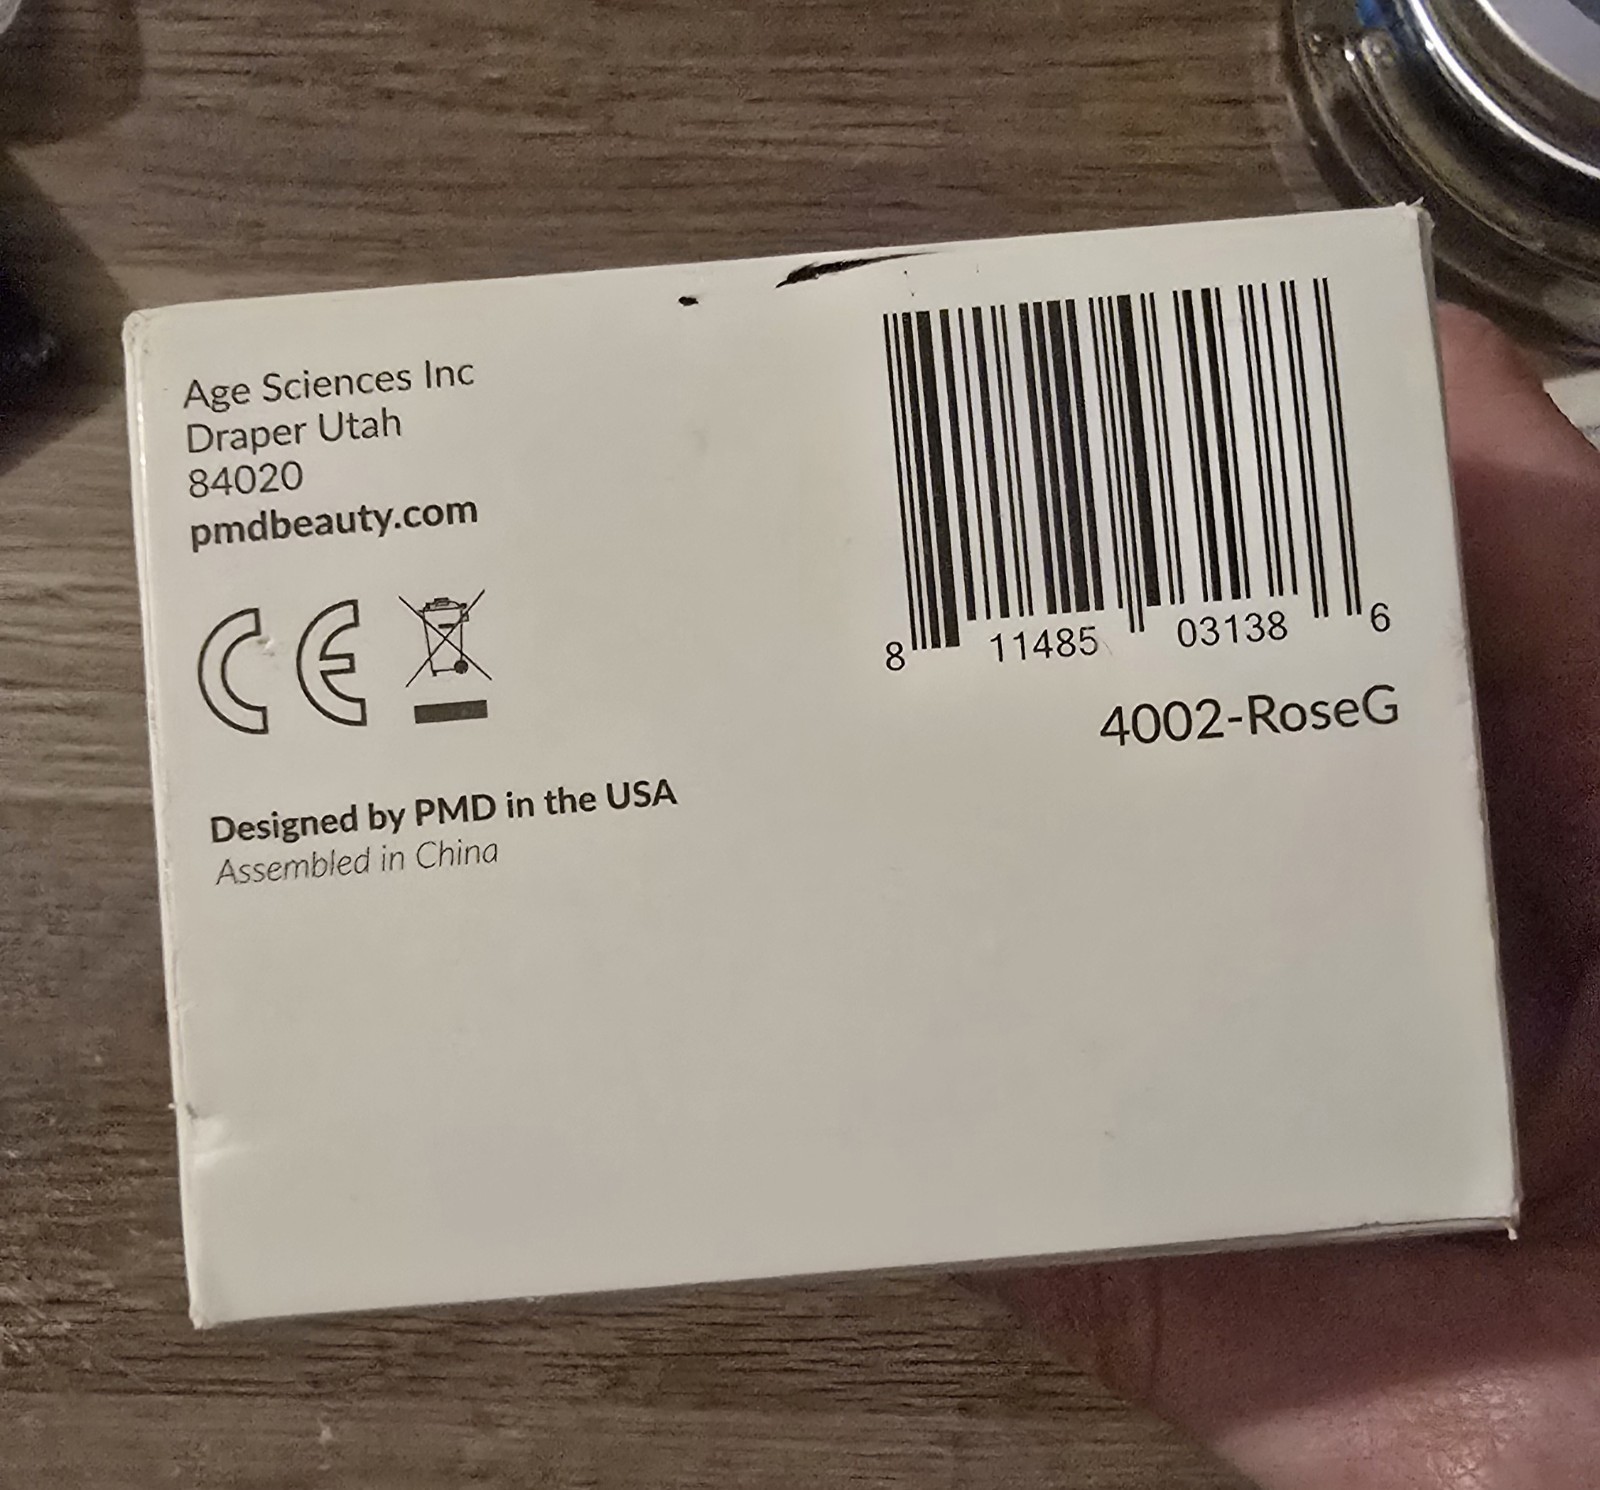 Age Sciences Inc
Draper Utah
84020
pmdbeauty.com
CE
Designed by PMD in the USA
Assembled in China
8 11485 03138 6
4002-RoseG